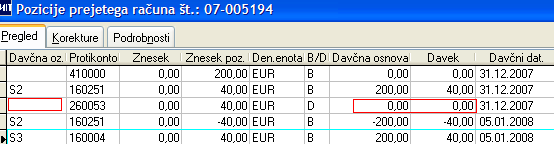 Pozicije prejetega računa št.: 07-005194
Pregled Korekture Podrobnosti
Davčna oz. Protikonto Znesek Znesek poz. Den.enota B/D Davčna osnova Davek Davčni dat.
410000 0,00 200,00 EUR B 0,00 0,00 31.12.2007
S2 160251 0,00 40,00 EUR B 200,00 40,00 31.12.2007
260053 0,00 40,00 EUR D 0,00 0,00 31.12.2007
S2 160251 0,00 -40,00 EUR B -200,00 -40,00 05.01.2008
S3 160004 0,00 40,00 EUR B 200,00 40,00 05.01.2008